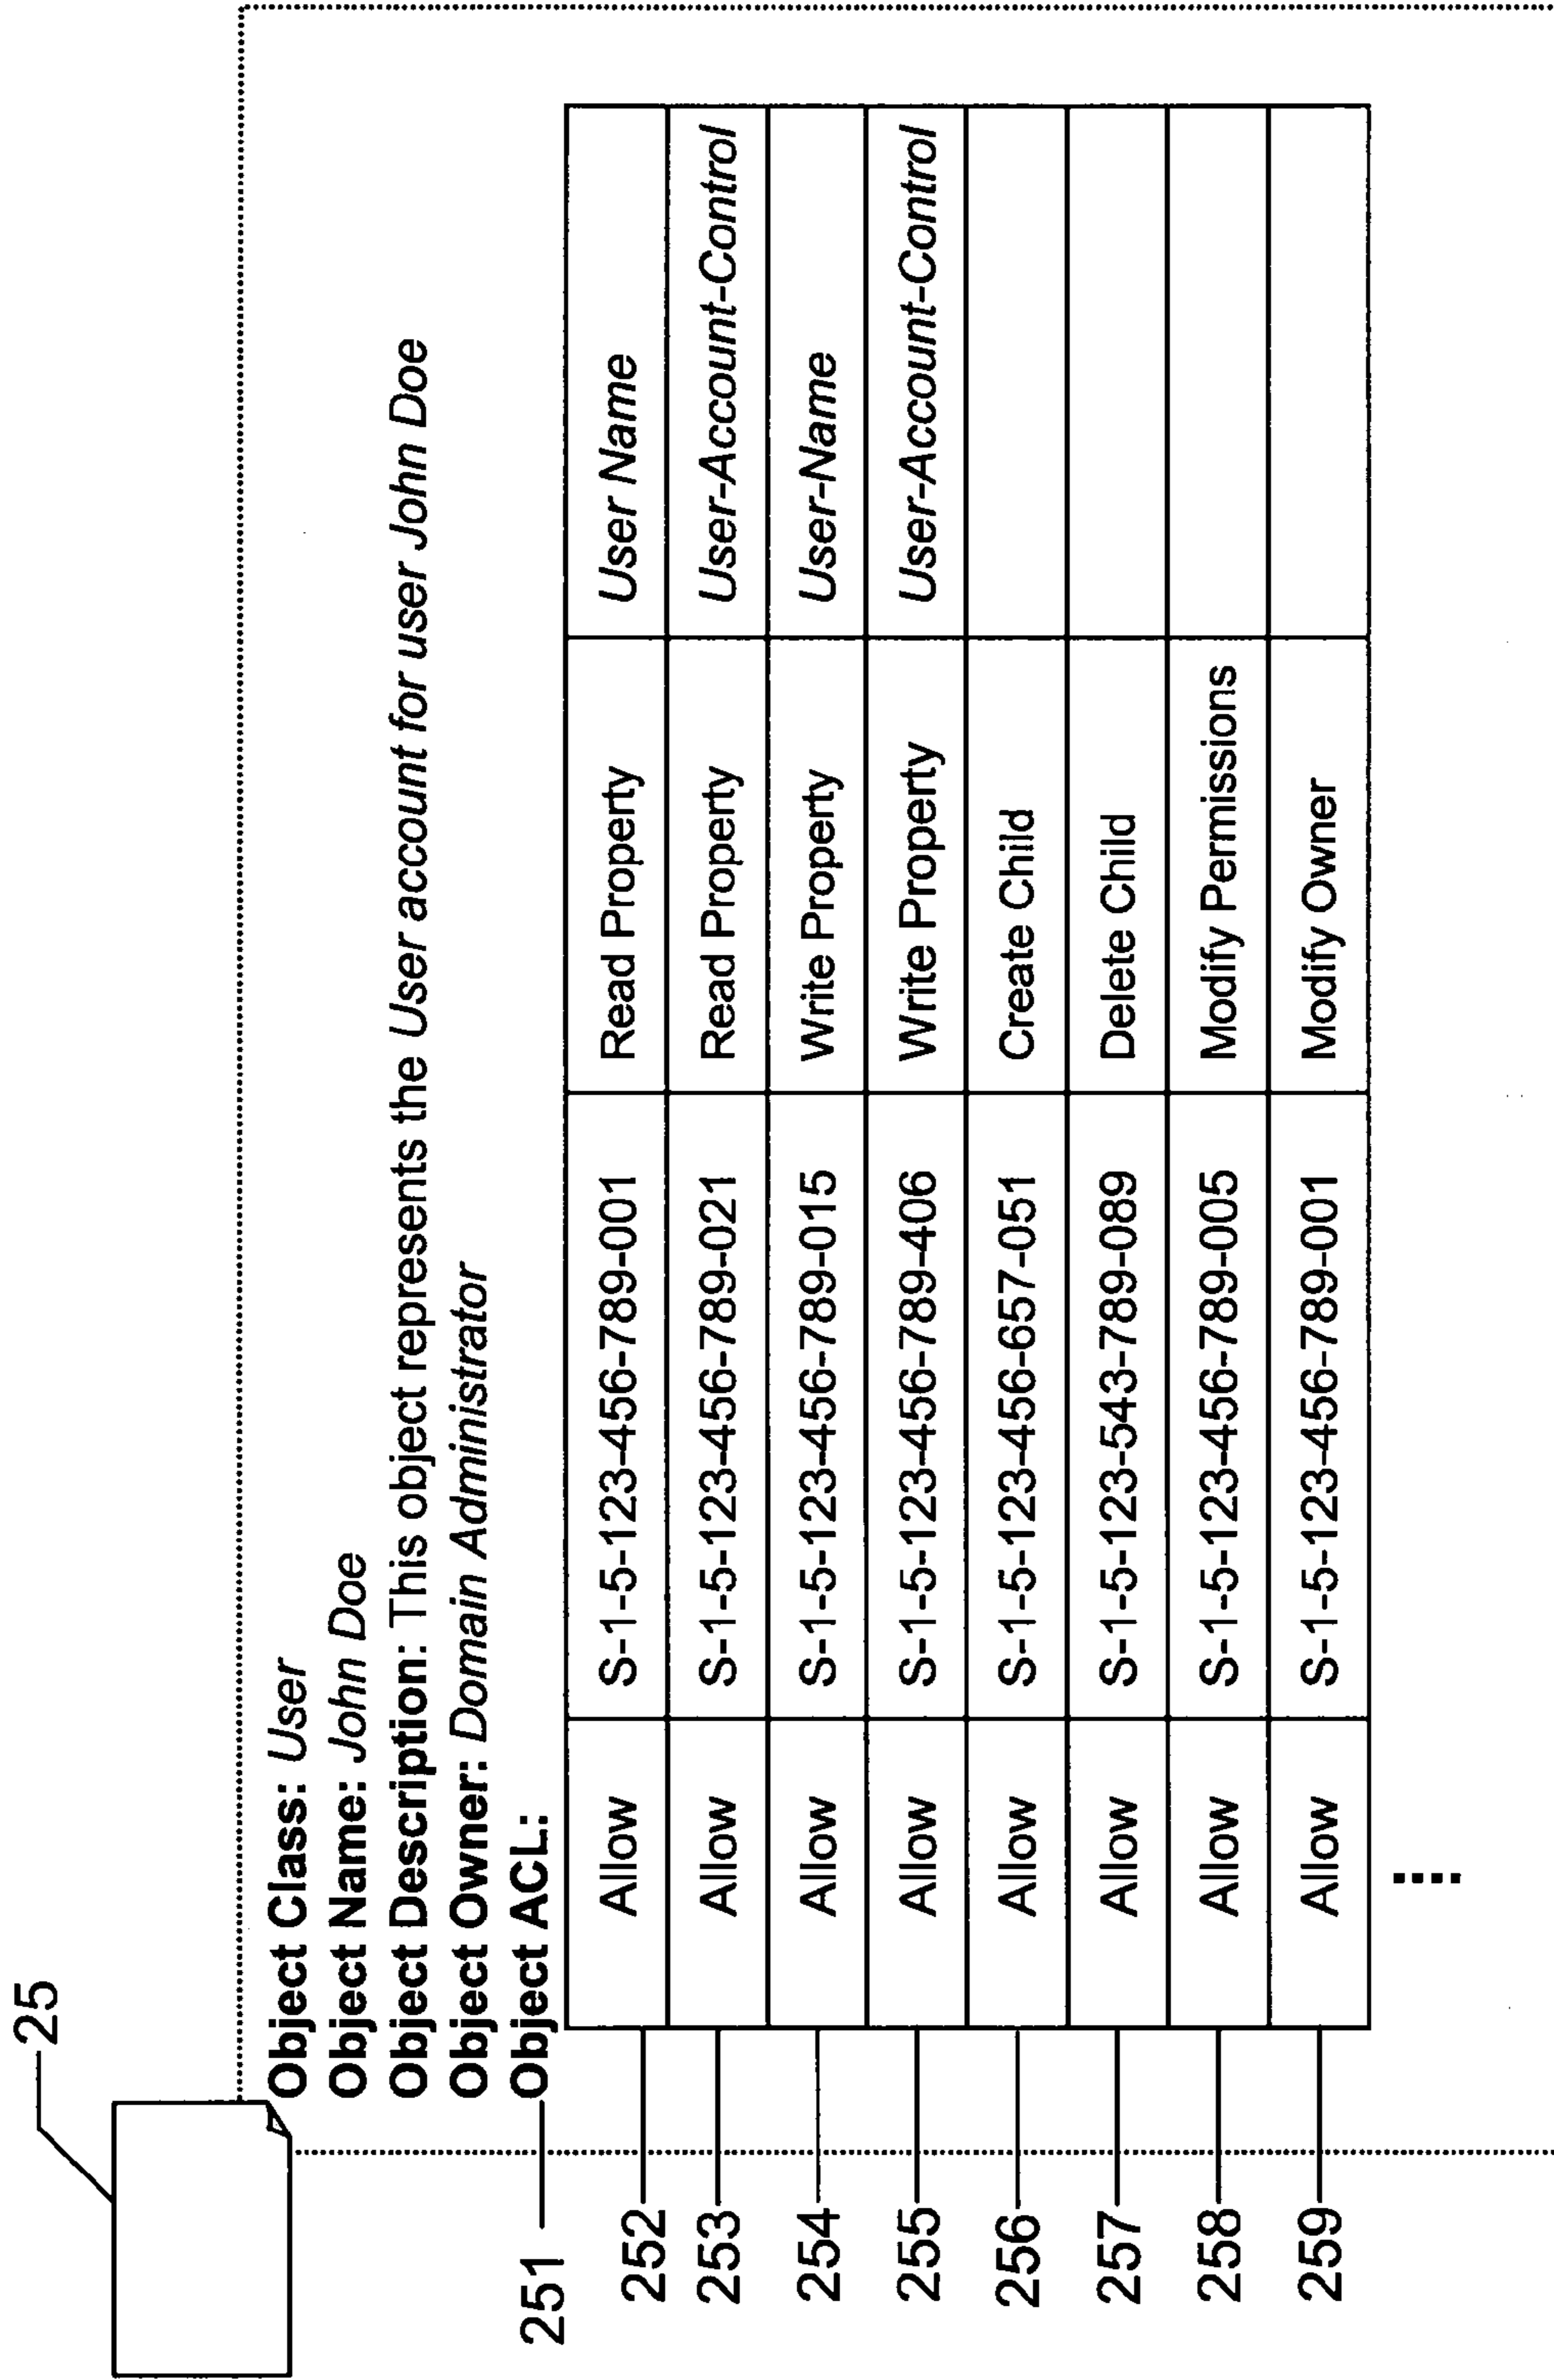 25
Object Class: User
Object Name: John Doe
Object Description: This object represents the User account for user John Doe
Object Owner: Domain Administrator
251 Object ACL:
252 Allow S-1-5-123-456-789-001 Read Property User Name
253 Allow S-1-5-123-456-789-021 Read Property User-Account-Control
254 Allow S-1-5-123-456-789-015 Write Property User-Name
255 Allow S-1-5-123-456-789-406 Write Property User-Account-Control
256 Allow S-1-5-123-456-657-051 Create Child
257 Allow S-1-5-123-543-789-089 Delete Child
258 Allow S-1-5-123-456-789-005 Modify Permissions
259 Allow S-1-5-123-456-789-001 Modify Owner